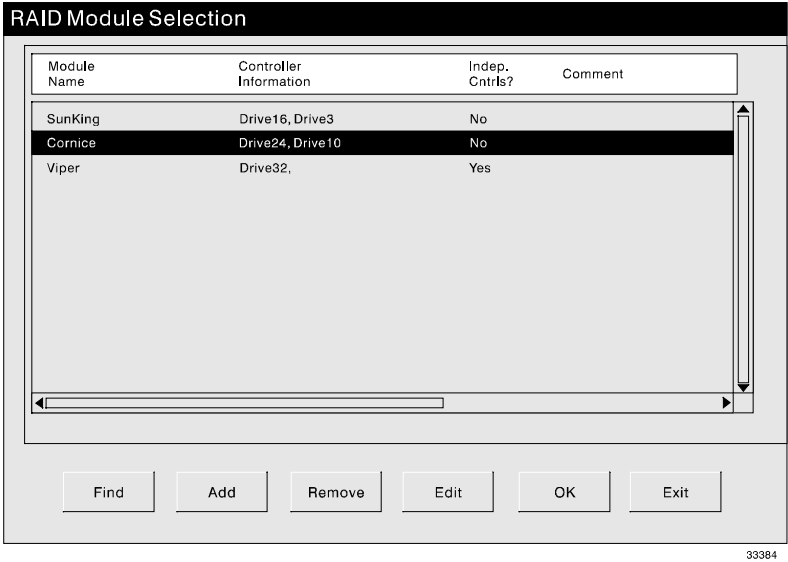 RAID Module Selection
Module Name
Controller Information
Indep. Cntrls?
Comment
SunKing Drive16, Drive3 No
Cornice Drive24, Drive10 No
Viper Drive32, Yes
Find Add Remove Edit OK Exit
33384